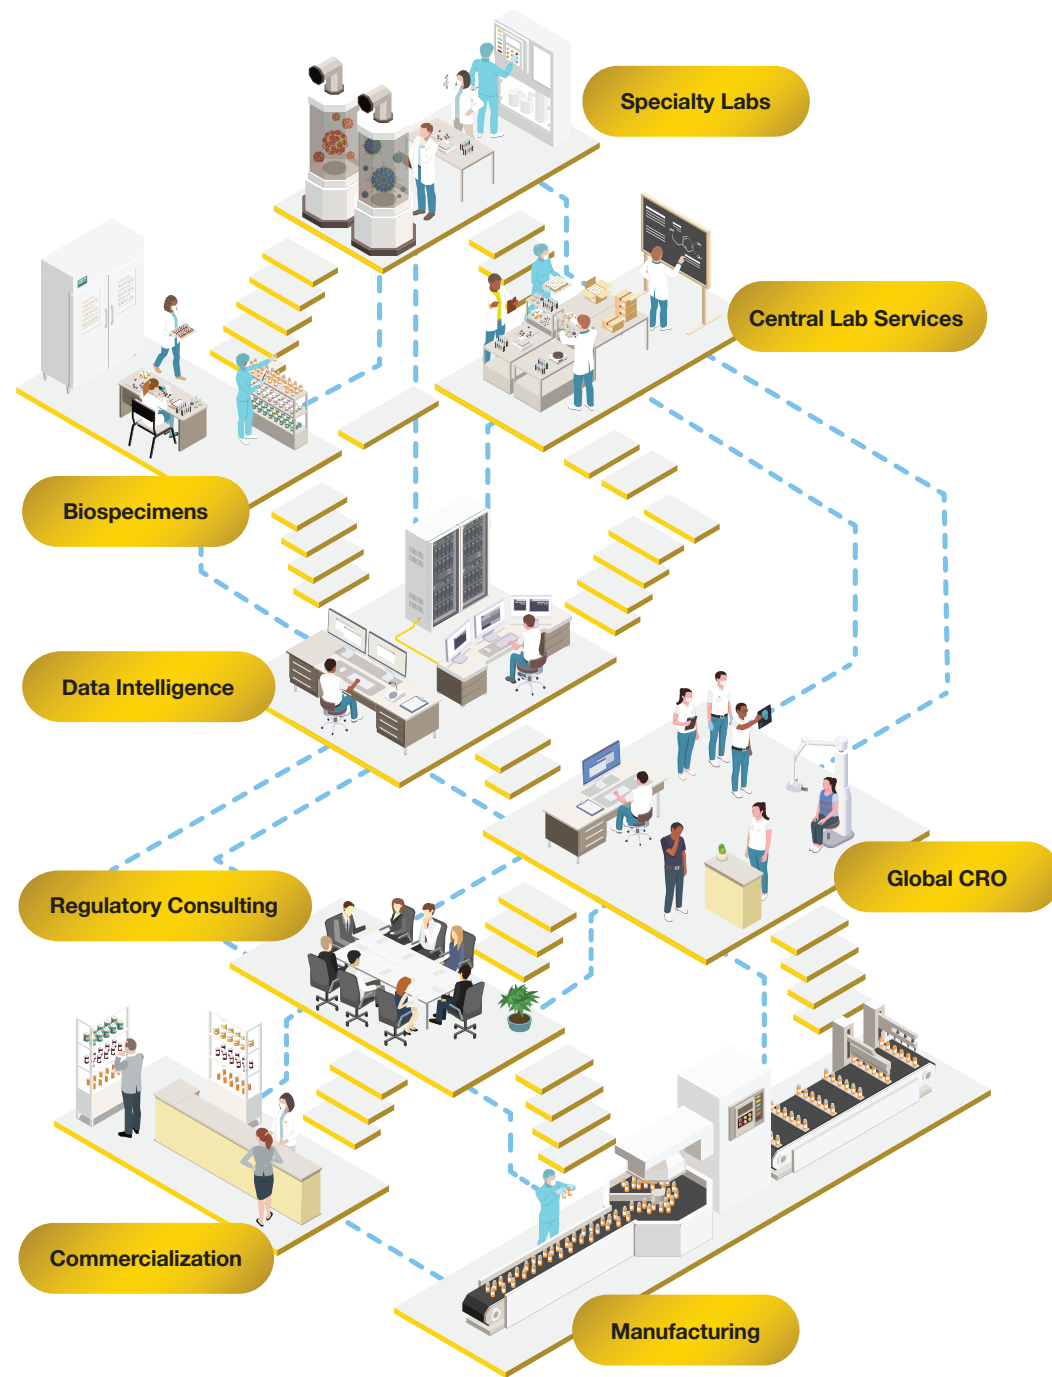 Specialty Labs
Central Lab Services
Biospecimens
Data Intelligence
Global CRO
Regulatory Consulting
Commercialization
Manufacturing